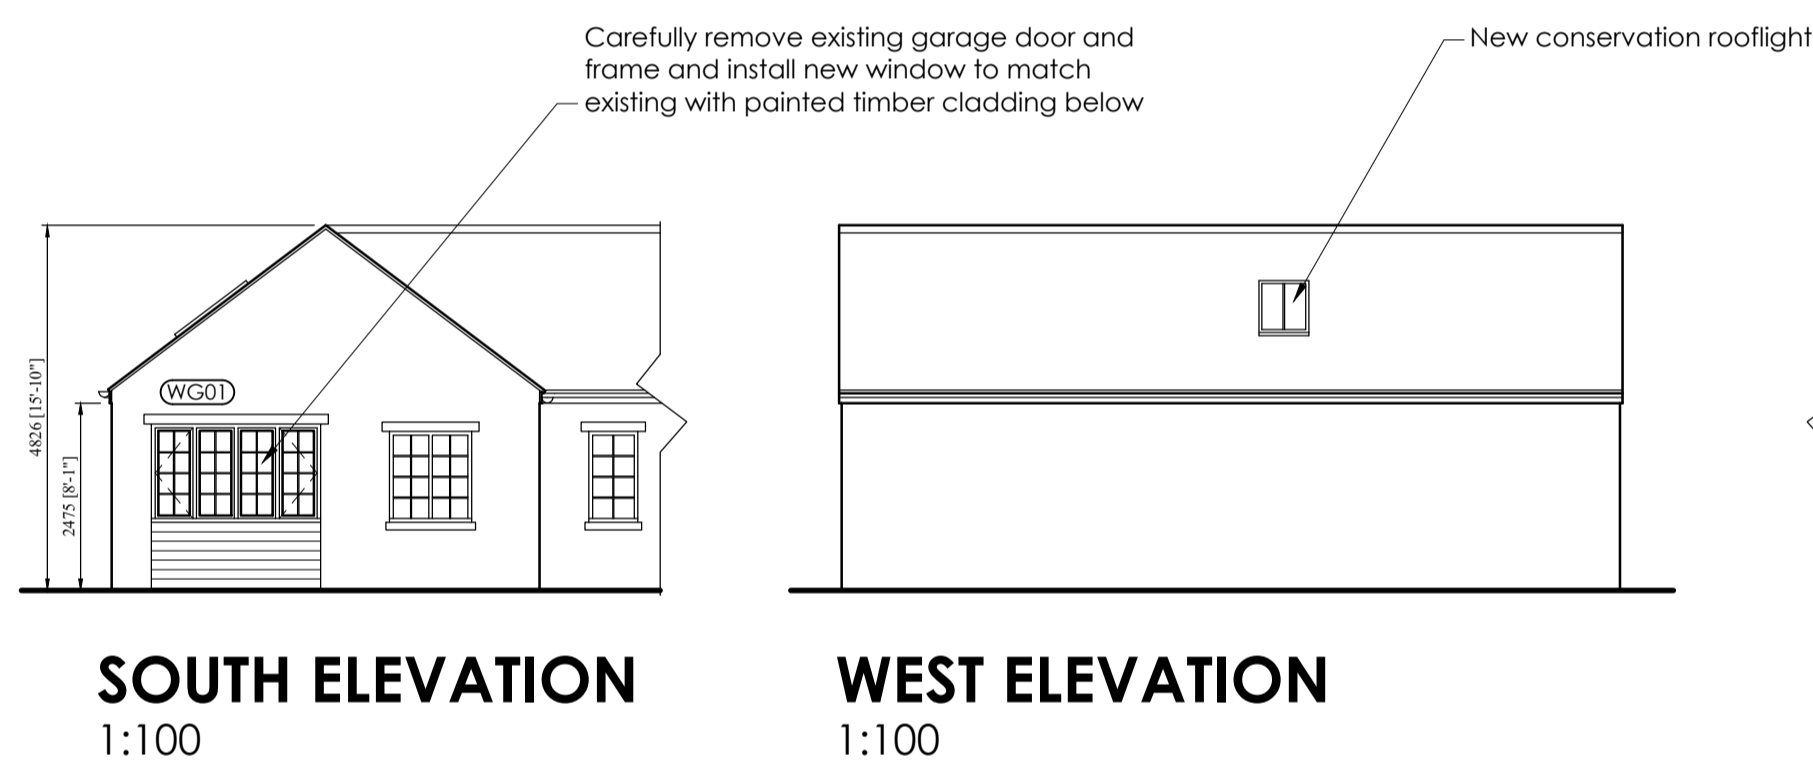 Carefully remove existing garage door and
frame and install new window to match
existing with painted timber cladding below
New conservation rooflight
4826 [15'-10"]
2475 [8'-1"]
WG01
SOUTH ELEVATION
1:100
WEST ELEVATION
1:100